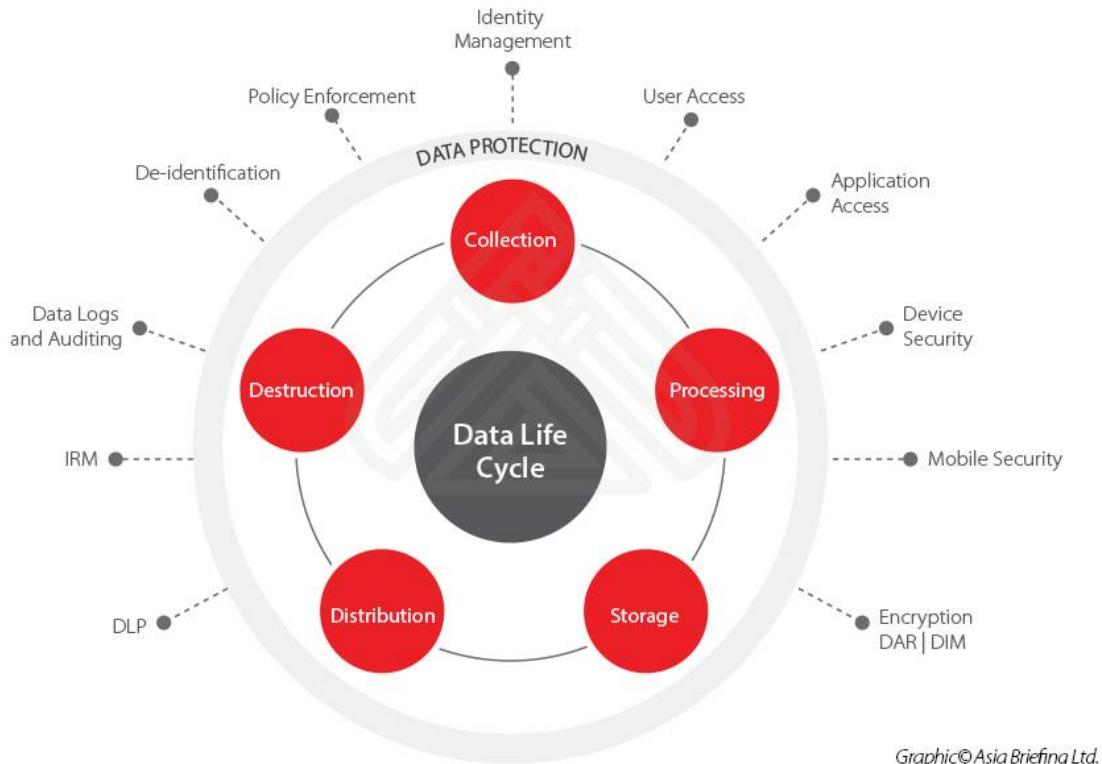 Identity
Management
Policy Enforcement
User Access
DATA PROTECTION
De-identification
Application
Access
Collection
Data Logs
and Auditing
Device
Security
Destruction
Processing
Data Life
Cycle
IRM
Mobile Security
Distribution
Storage
DLP
Encryption
DAR | DIM
Graphic© Asia Briefing Ltd.